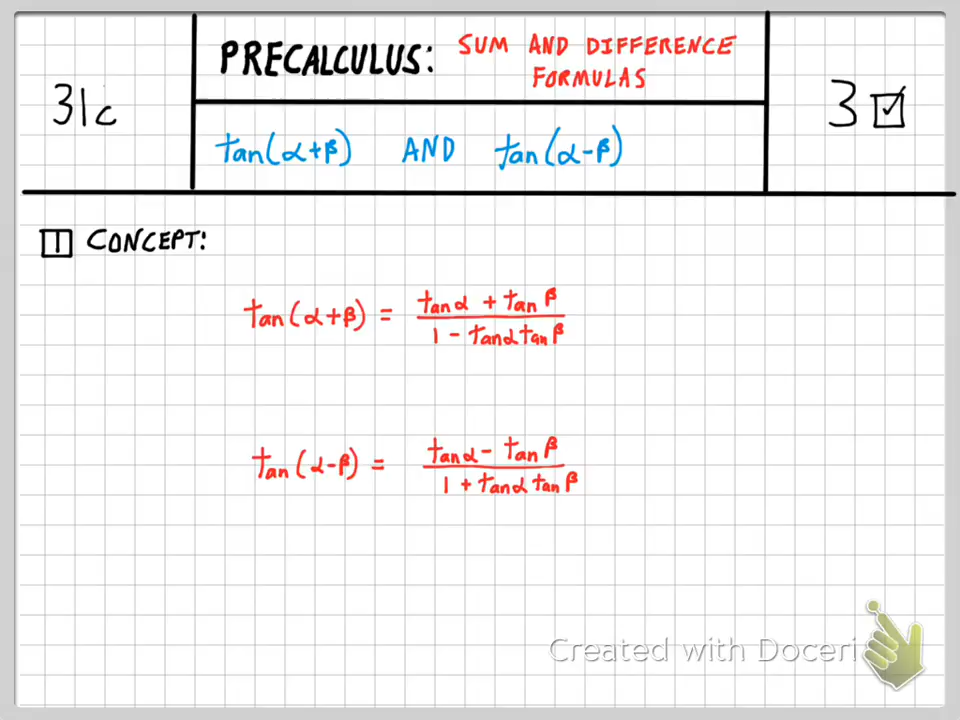 31c
PRECALCULUS: SUM AND DIFFERENCE
FORMULAS
tan(α+β) AND tan(α-β)
3 ☑
1 CONCEPT:
tan(α+β) = (tanα + tanβ) / (1 - tanα tanβ)
tan(α-β) = (tanα - tanβ) / (1 + tanα tanβ)
Created with Doceri